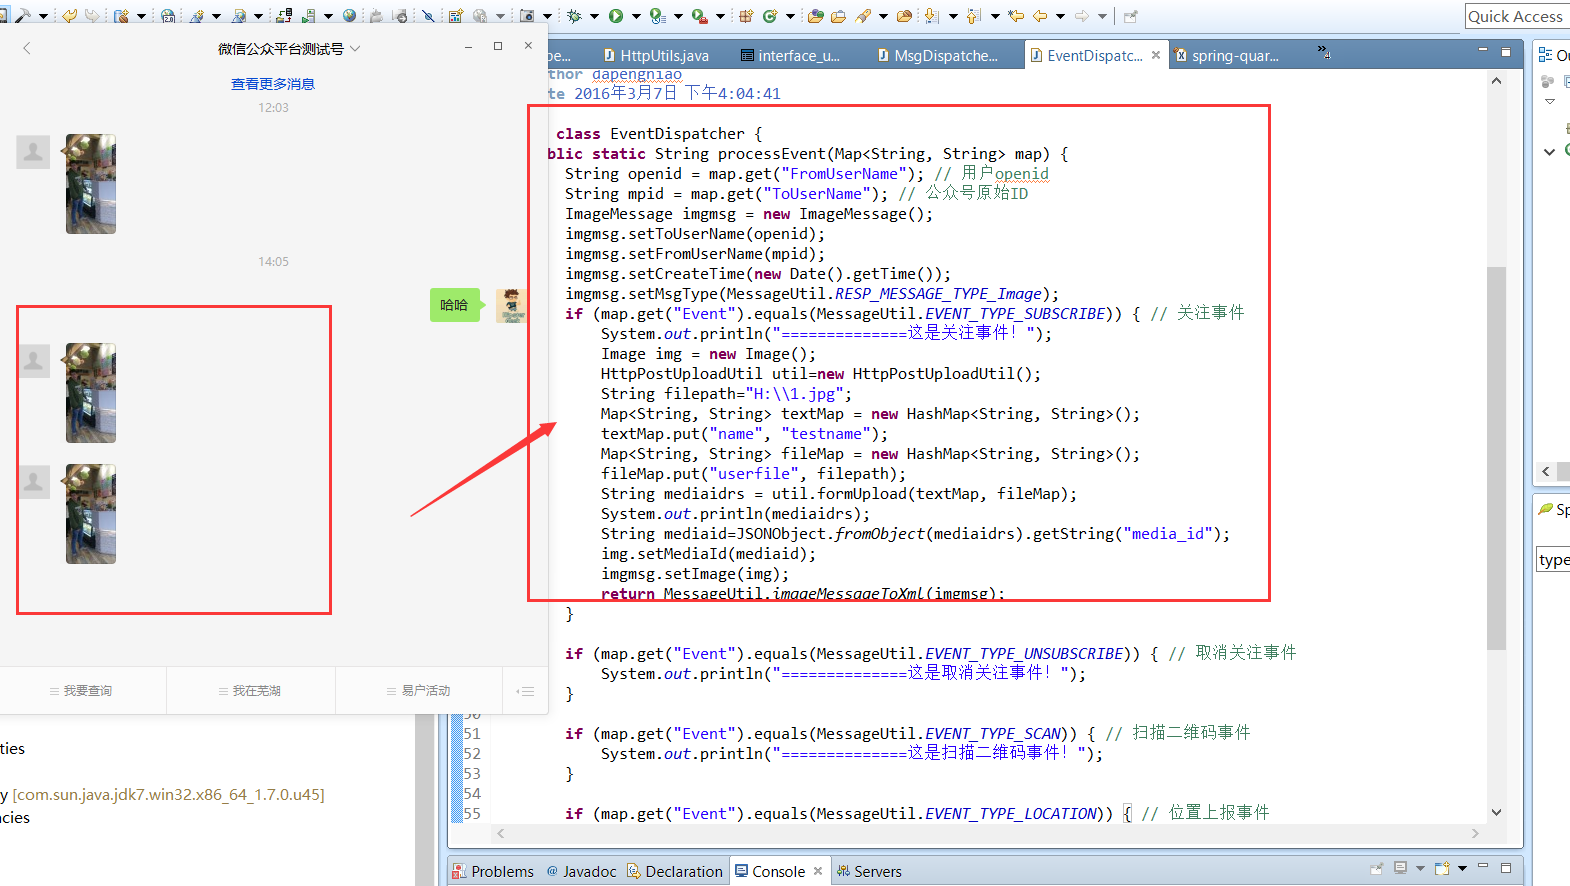 Quick Access
微信公众平台测试号
查看更多消息
12:03
14:05
哈哈
我要查询
我在芜湖
易户活动
pe...
HttpUtils.java
interface_u...
MsgDispatche...
EventDispatc...
spring-quar...
Ou
thor dapengniao
te 2016年3月7日 下午4:04:41
class EventDispatcher {
blic static String processEvent(Map<String, String> map) {
String openid = map.get("FromUserName"); // 用户openid
String mpid = map.get("ToUserName"); // 公众号原始ID
ImageMessage imgmsg = new ImageMessage();
imgmsg.setToUserName(openid);
imgmsg.setFromUserName(mpid);
imgmsg.setCreateTime(new Date().getTime());
imgmsg.setMsgType(MessageUtil.RESP_MESSAGE_TYPE_Image);
if (map.get("Event").equals(MessageUtil.EVENT_TYPE_SUBSCRIBE)) { // 关注事件
System.out.println("==============这是关注事件！");
Image img = new Image();
HttpPostUploadUtil util=new HttpPostUploadUtil();
String filepath="H:\\1.jpg";
Map<String, String> textMap = new HashMap<String, String>();
textMap.put("name", "testname");
Map<String, String> fileMap = new HashMap<String, String>();
fileMap.put("userfile", filepath);
String mediaidrs = util.formUpload(textMap, fileMap);
System.out.println(mediaidrs);
String mediaid=JSONObject.fromObject(mediaidrs).getString("media_id");
img.setMediaId(mediaid);
imgmsg.setImage(img);
return MessageUtil.imageMessageToXml(imgmsg);
}
if (map.get("Event").equals(MessageUtil.EVENT_TYPE_UNSUBSCRIBE)) { // 取消关注事件
System.out.println("==============这是取消关注事件！");
}
50
51 if (map.get("Event").equals(MessageUtil.EVENT_TYPE_SCAN)) { // 扫描二维码事件
52 System.out.println("==============这是扫描二维码事件！");
53 }
54
55 if (map.get("Event").equals(MessageUtil.EVENT_TYPE_LOCATION)) { // 位置上报事件
Sp
type
ties
y [com.sun.java.jdk7.win32.x86_64_1.7.0.u45]
cies
Problems
@ Javadoc
Declaration
Console
Servers